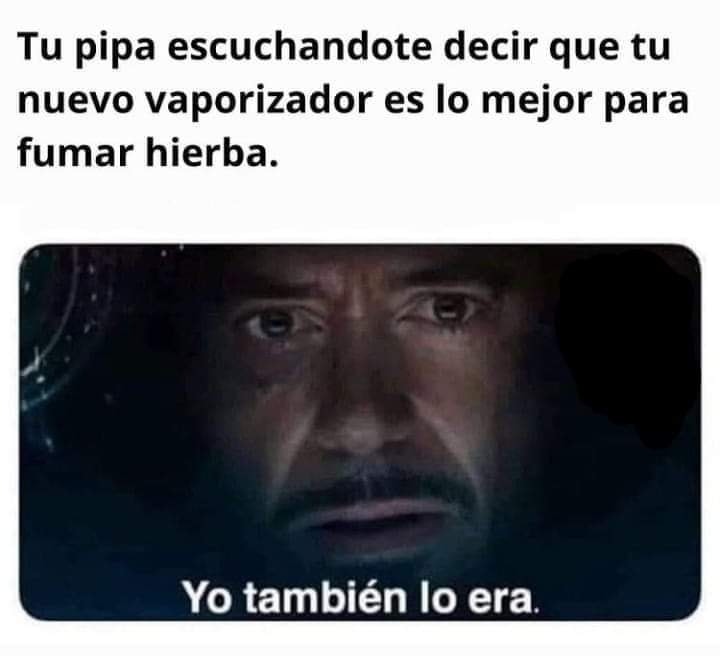 Tu pipa escuchandote decir que tu
nuevo vaporizador es lo mejor para
fumar hierba.
Yo también lo era.